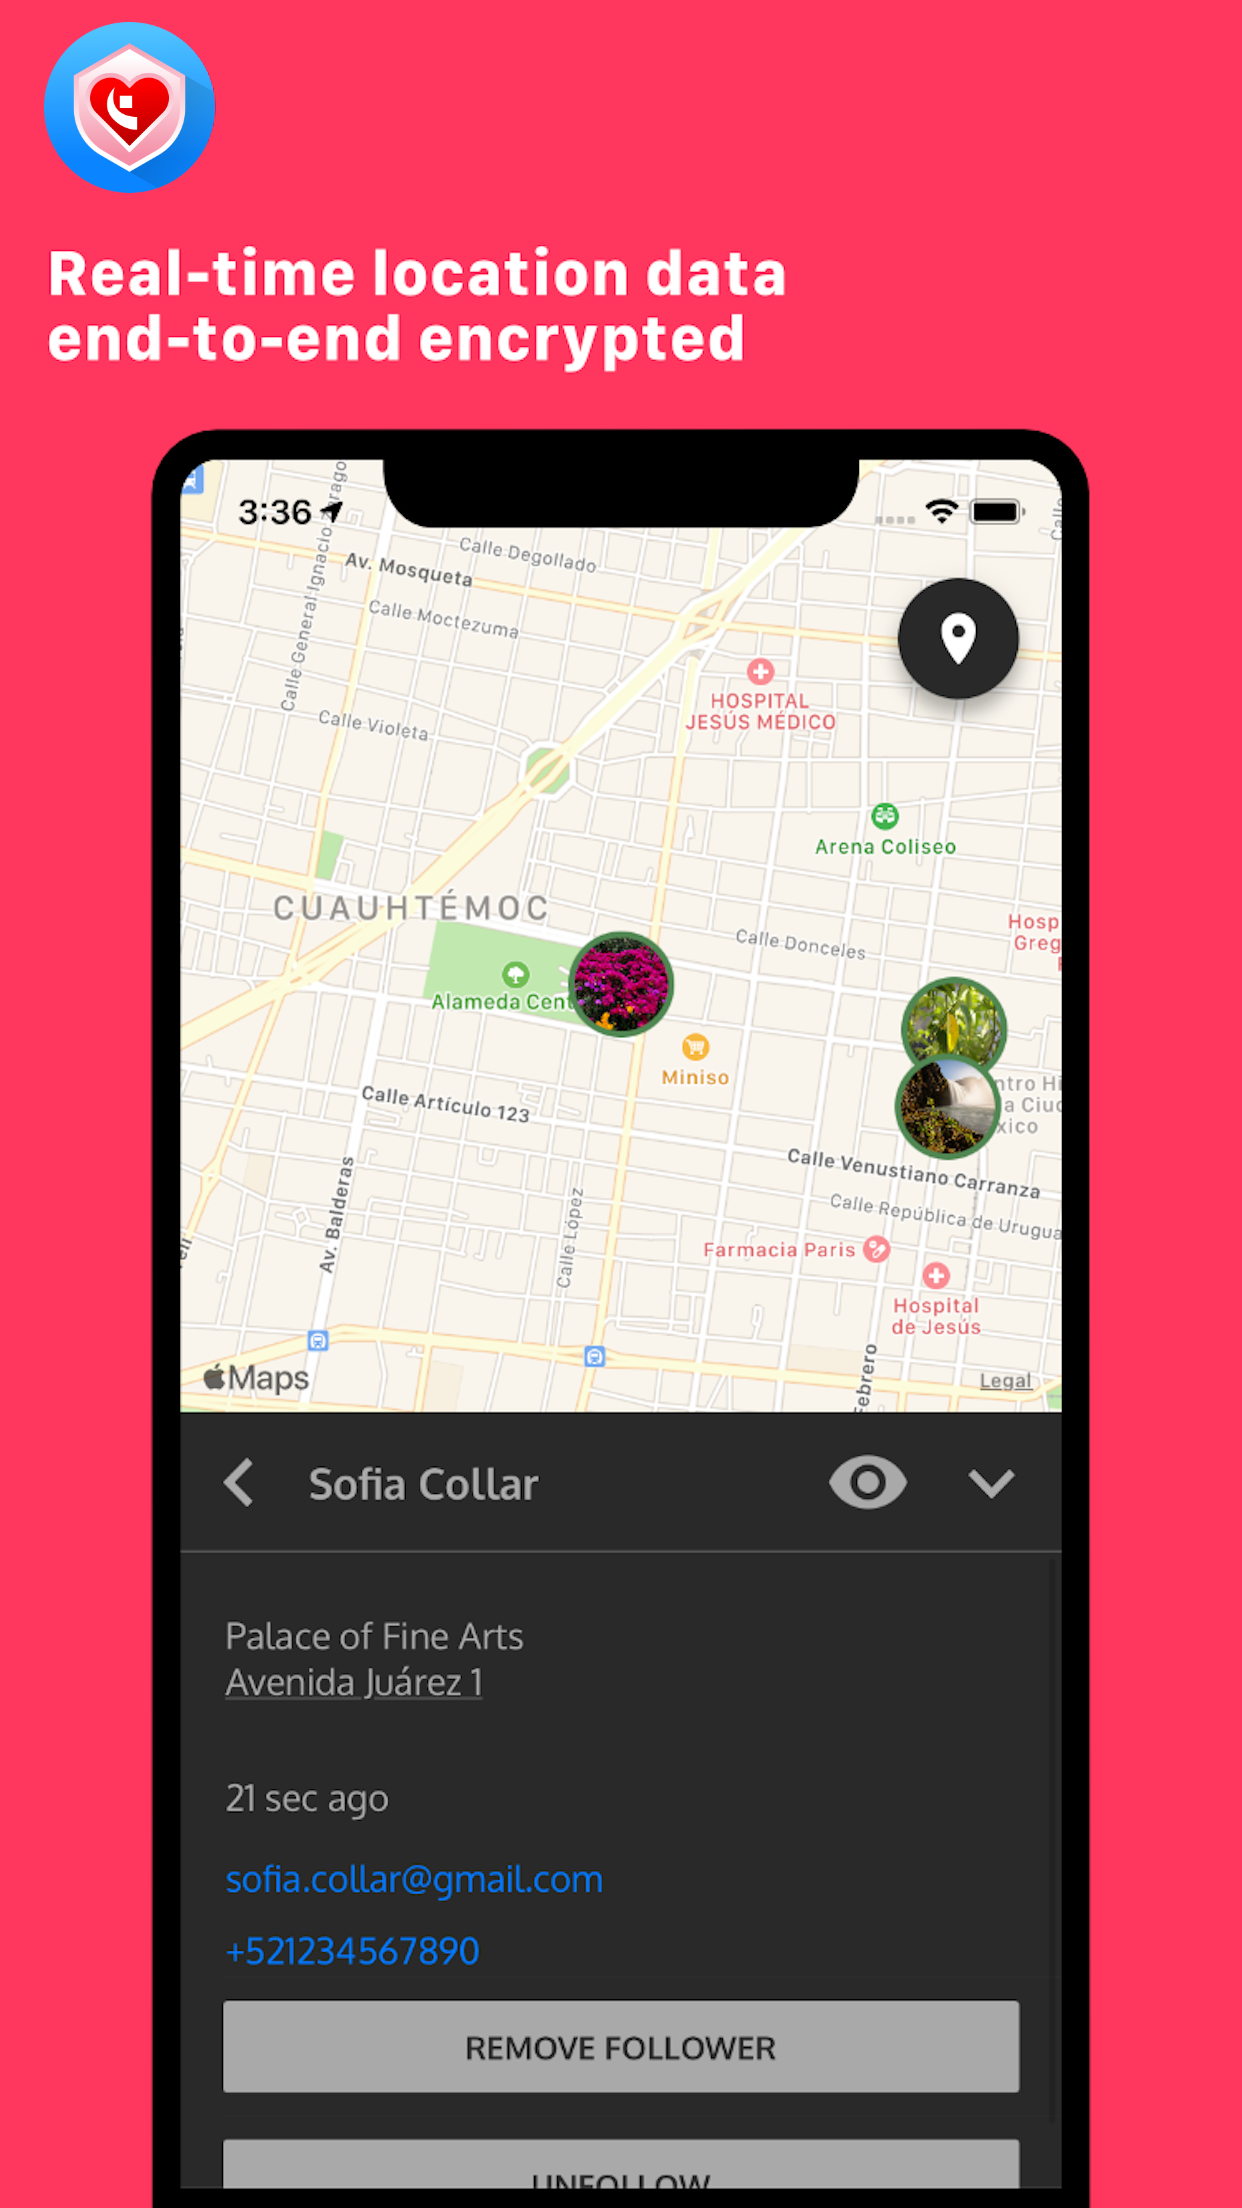 Real-time location data
end-to-end encrypted
3:36
Calle Degollado
Av. Mosqueta
Calle Moctezuma
Calle General Ignacio Zarago
Calle
HOSPITAL
JESÚS MÉDICO
Calle Violeta
Arena Coliseo
CUAUHTÉMOC
Hosp
Greg
Calle Donceles
Alameda Cent
Miniso
ntro Hi
a Ciud
xico
Calle Artículo 123
Calle Venustiano Carranza
Av. Balderas
Calle López
Calle República de Urugua
Farmacia Paris
Hospital
de Jesús
Febrero
Maps
Legal
Sofia Collar
Palace of Fine Arts
Avenida Juárez 1
21 sec ago
sofia.collar@gmail.com
+521234567890
REMOVE FOLLOWER
UNFOLLOW